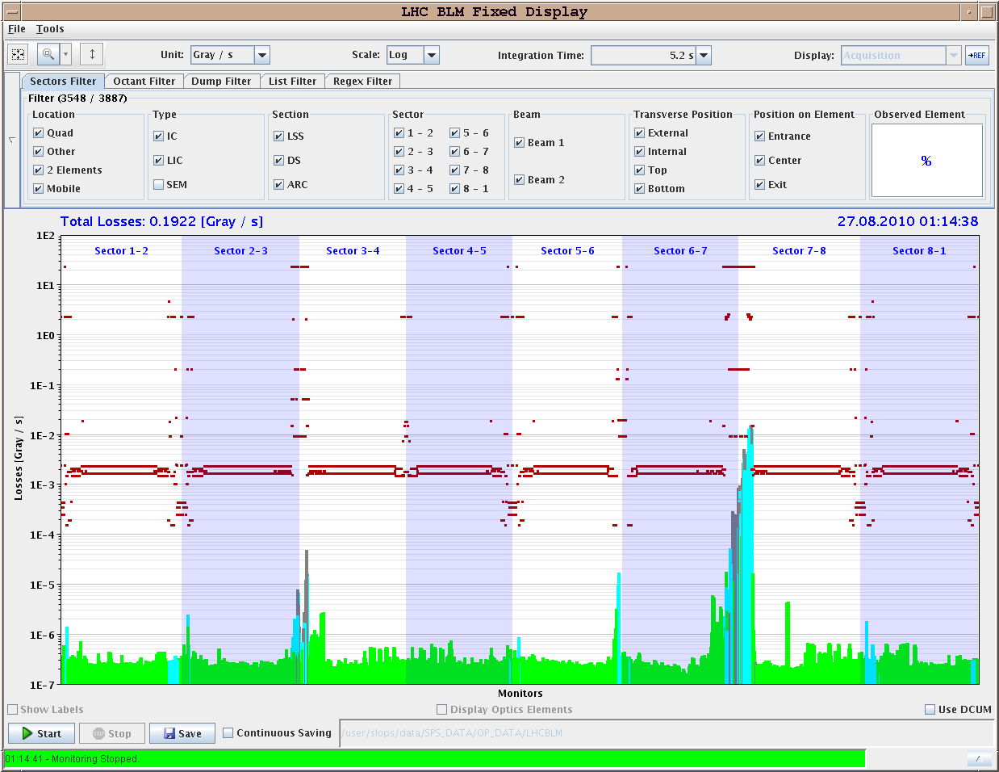 LHC BLM Fixed Display
File Tools
Unit: Gray / s Scale: Log Integration Time: 5.2 s Display: Acquisition →REF
Sectors Filter Octant Filter Dump Filter List Filter Regex Filter
Filter (3548 / 3887)
Location Type Section Sector Beam Transverse Position Position on Element Observed Element
Quad IC LSS 1 - 2 5 - 6 Beam 1 External Entrance
Other LIC DS 2 - 3 6 - 7 Internal Center %
2 Elements SEM ARC 3 - 4 7 - 8 Beam 2 Top Exit
Mobile 4 - 5 8 - 1 Bottom
Total Losses: 0.1922 [Gray / s] 27.08.2010 01:14:38
Sector 1-2 Sector 2-3 Sector 3-4 Sector 4-5 Sector 5-6 Sector 6-7 Sector 7-8 Sector 8-1
1E2
1E1
1E0
1E-1
1E-2
1E-3
1E-4
1E-5
1E-6
1E-7
Losses [Gray / s]
Monitors
Show Labels Display Optics Elements Use DCUM
Start STOP Stop Save Continuous Saving /user/slops/data/SPS_DATA/OP_DATA/LHCBLM
01:14:41 - Monitoring Stopped.